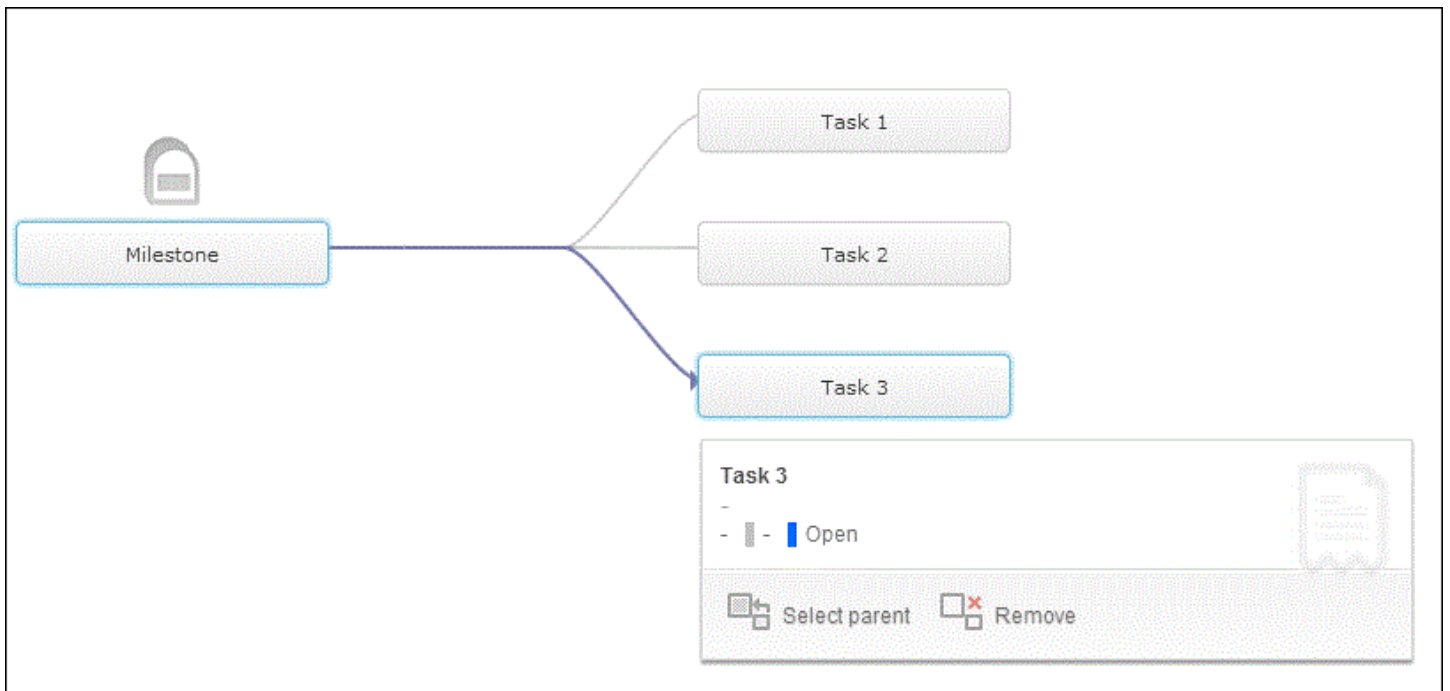 Task 1
Milestone
Task 2
Task 3
Task 3
-
- - Open
Select parent Remove